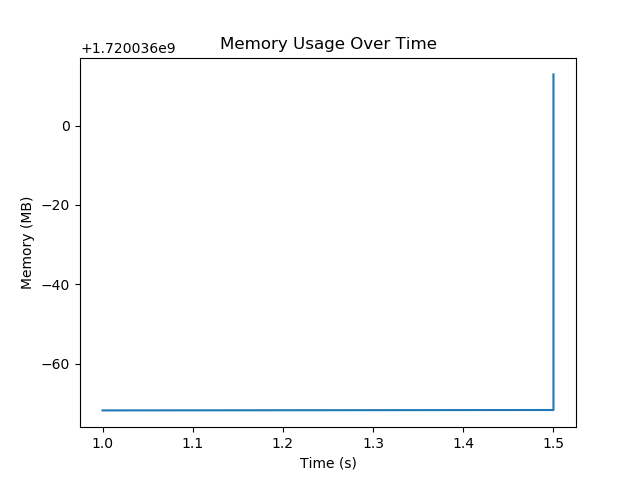 Memory Usage Over Time
+1.720036e9
0
−20
−40
−60
Memory (MB)
1.0 1.1 1.2 1.3 1.4 1.5
Time (s)